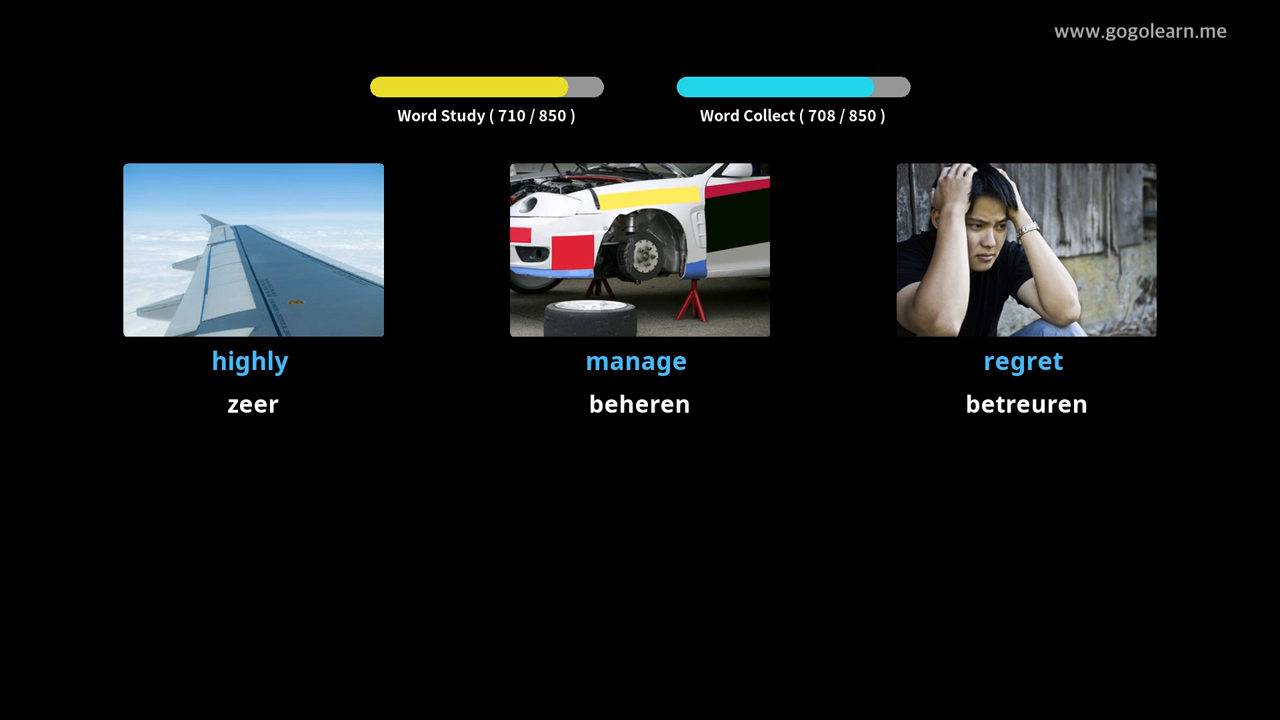 www.gogolearn.me
Word Study ( 710 / 850 )
Word Collect ( 708 / 850 )
highly
manage
regret
zeer
beheren
betreuren